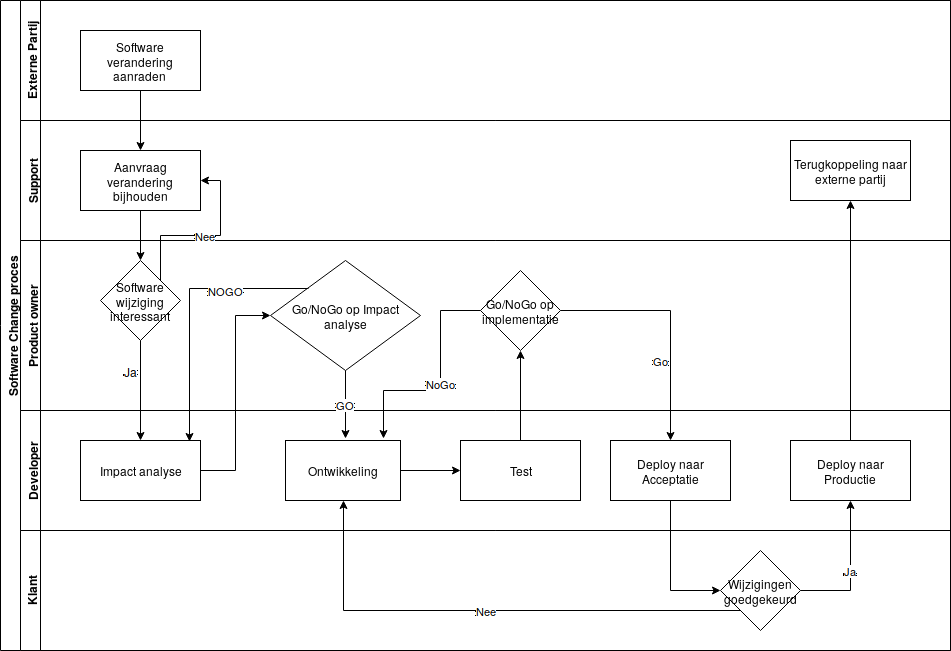 Software Change proces
Externe Partij
Software
verandering
aanraden
Support
Aanvraag
verandering
bijhouden
Terugkoppeling naar
externe partij
Nee
Product owner
Software
wijziging
interessant
NOGO
Go/NoGo op Impact
analyse
Go/NoGo op
implementatie
Ja
GO
NoGo
Go
Developer
Impact analyse
Ontwikkeling
Test
Deploy naar
Acceptatie
Deploy naar
Productie
Klant
Wijzigingen
goedgekeurd
Ja
Nee